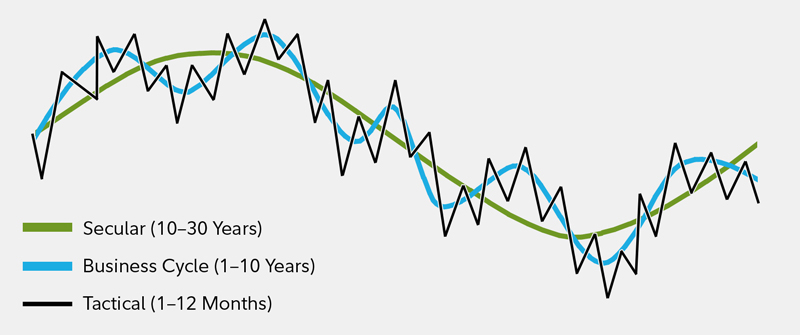 Secular (10–30 Years)
Business Cycle (1–10 Years)
Tactical (1–12 Months)